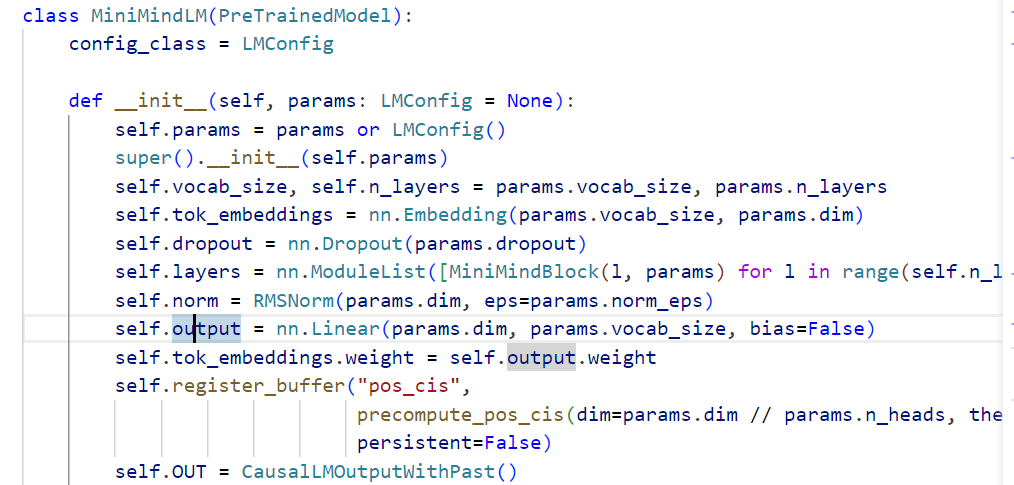 class MiniMindLM(PreTrainedModel):
    config_class = LMConfig

    def __init__(self, params: LMConfig = None):
        self.params = params or LMConfig()
        super().__init__(self.params)
        self.vocab_size, self.n_layers = params.vocab_size, params.n_layers
        self.tok_embeddings = nn.Embedding(params.vocab_size, params.dim)
        self.dropout = nn.Dropout(params.dropout)
        self.layers = nn.ModuleList([MiniMindBlock(l, params) for l in range(self.n_l
        self.norm = RMSNorm(params.dim, eps=params.norm_eps)
        self.output = nn.Linear(params.dim, params.vocab_size, bias=False)
        self.tok_embeddings.weight = self.output.weight
        self.register_buffer("pos_cis",
                             precompute_pos_cis(dim=params.dim // params.n_heads, the
                             persistent=False)
        self.OUT = CausalLMOutputWithPast()